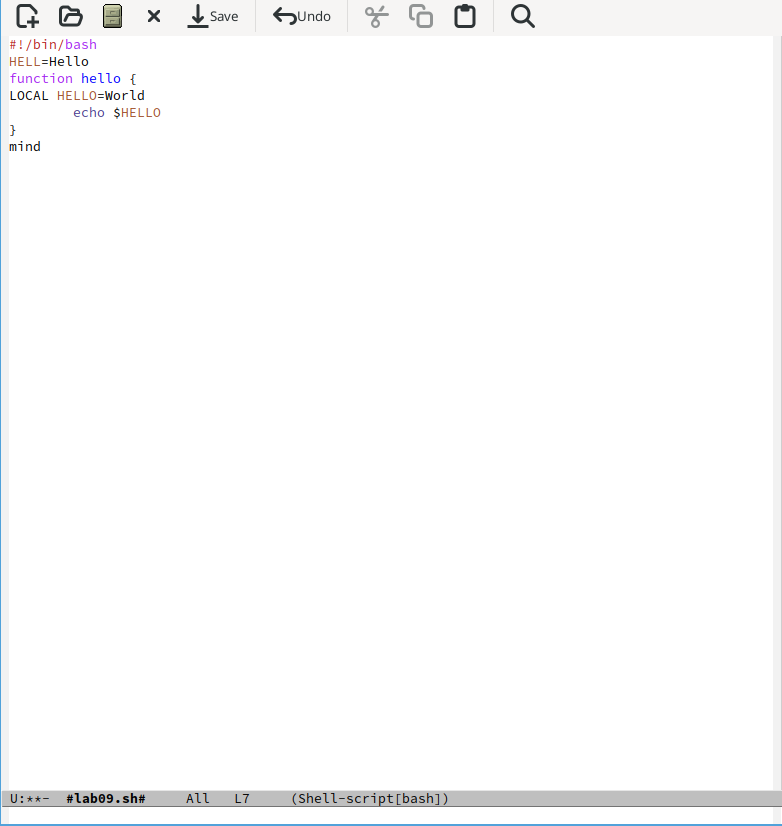 Save Undo
#!/bin/bash
HELL=Hello
function hello {
LOCAL HELLO=World
        echo $HELLO
}
mind
U:**-  #lab09.sh#     All   L7     (Shell-script[bash])